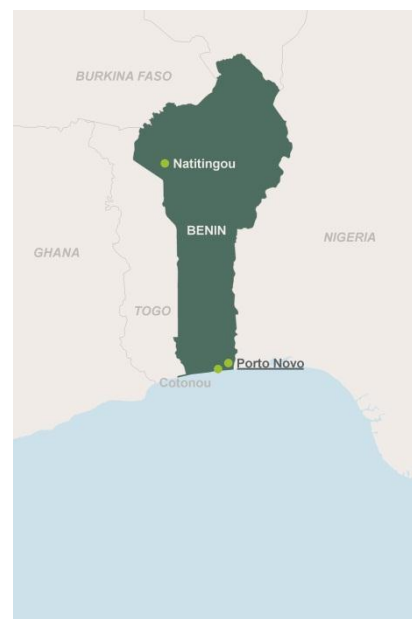 BURKINA FASO
Natitingou
BENIN
NIGERIA
GHANA
TOGO
Porto Novo
Cotonou